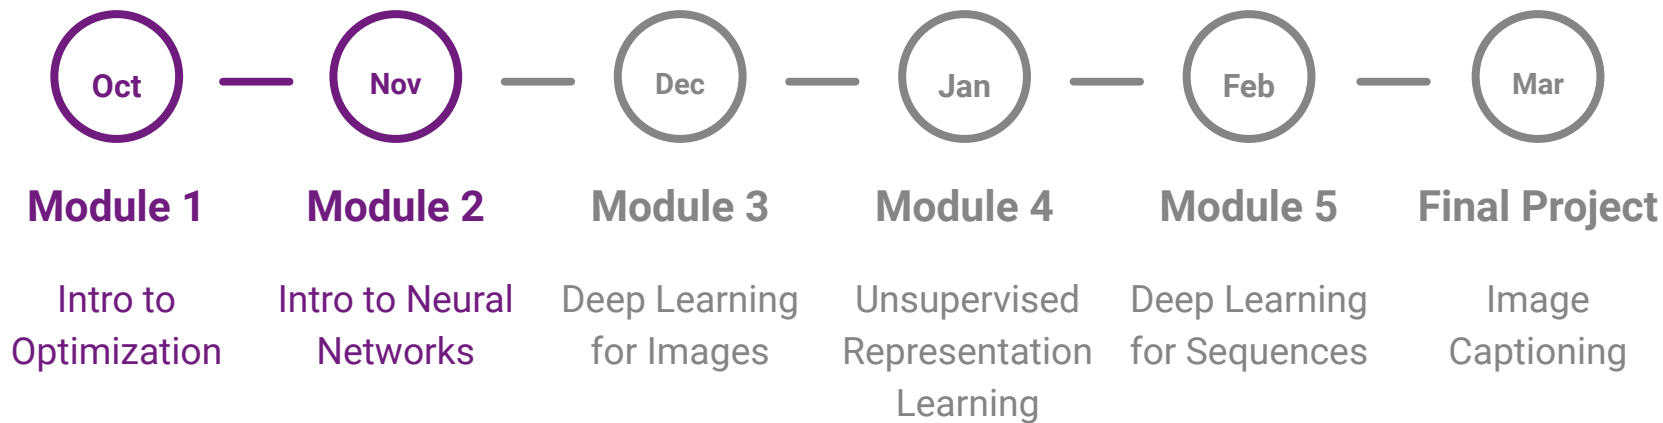 Oct
Nov
Dec
Jan
Feb
Mar
Module 1
Module 2
Module 3
Module 4
Module 5
Final Project
Intro to
Optimization
Intro to Neural
Networks
Deep Learning
for Images
Unsupervised
Representation
Learning
Deep Learning
for Sequences
Image
Captioning